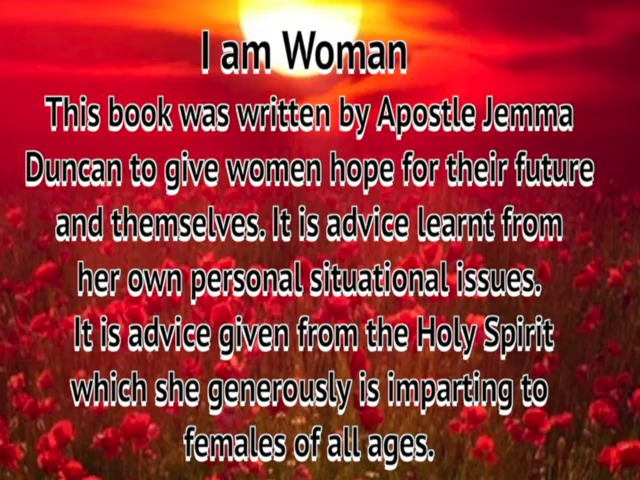 I am Woman
This book was written by Apostle Jemma
Duncan to give women hope for their future
and themselves. It is advice learnt from
her own personal situational issues.
It is advice given from the Holy Spirit
which she generously is imparting to
females of all ages.